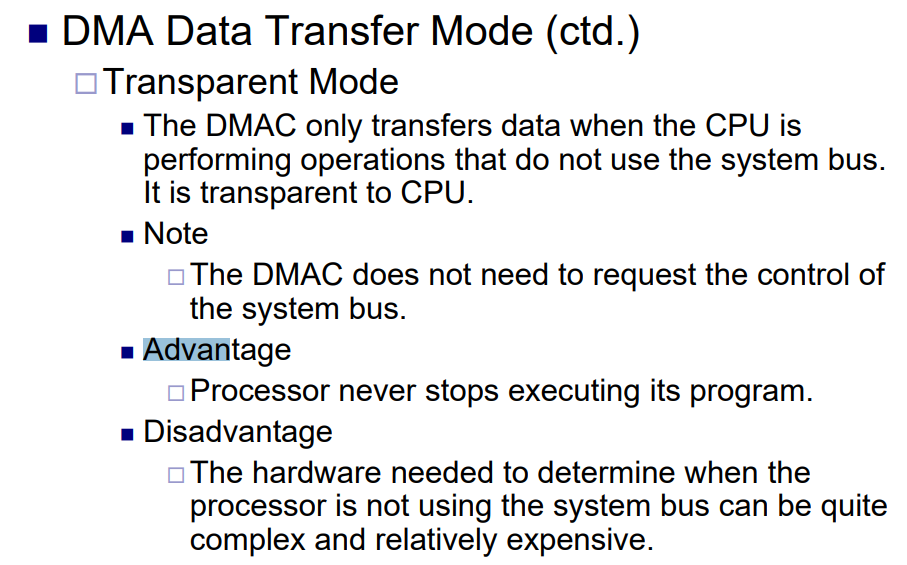 DMA Data Transfer Mode (ctd.)
Transparent Mode
The DMAC only transfers data when the CPU is
performing operations that do not use the system bus.
It is transparent to CPU.
Note
The DMAC does not need to request the control of
the system bus.
Advantage
Processor never stops executing its program.
Disadvantage
The hardware needed to determine when the
processor is not using the system bus can be quite
complex and relatively expensive.